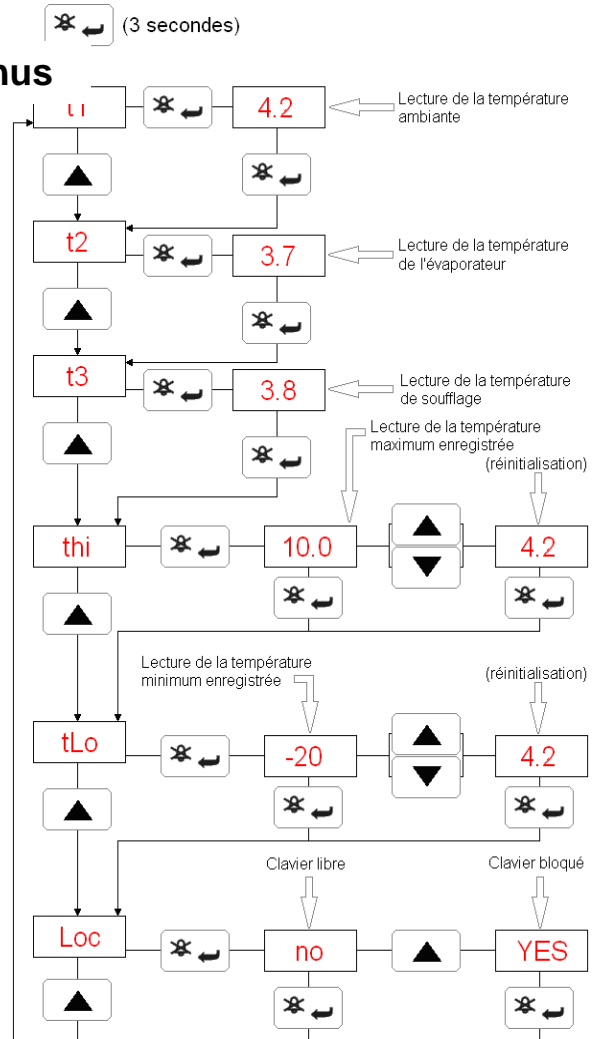 (3 secondes)
nus
4.2
Lecture de la température
ambiante
t2
3.7
Lecture de la température
de l'évaporateur
t3
3.8
Lecture de la température
de soufflage
Lecture de la température
maximum enregistrée
(réinitialisation)
thi
10.0
4.2
Lecture de la température
minimum enregistrée
(réinitialisation)
tLo
-20
4.2
Clavier libre
Clavier bloqué
Loc
no
YES